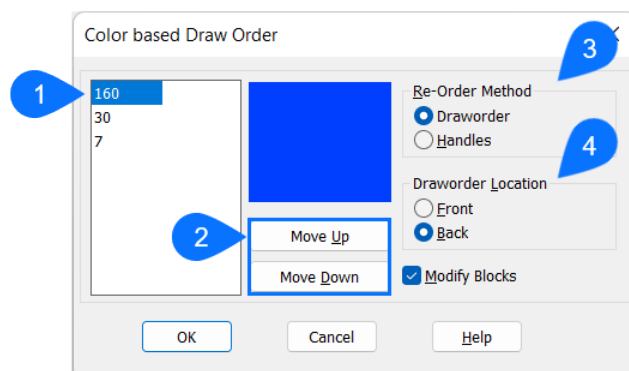 Color based Draw Order
1
160
30
7
2
Move Up
Move Down
3
Re-Order Method
Draworder
Handles
4
Draworder Location
Front
Back
Modify Blocks
OK
Cancel
Help